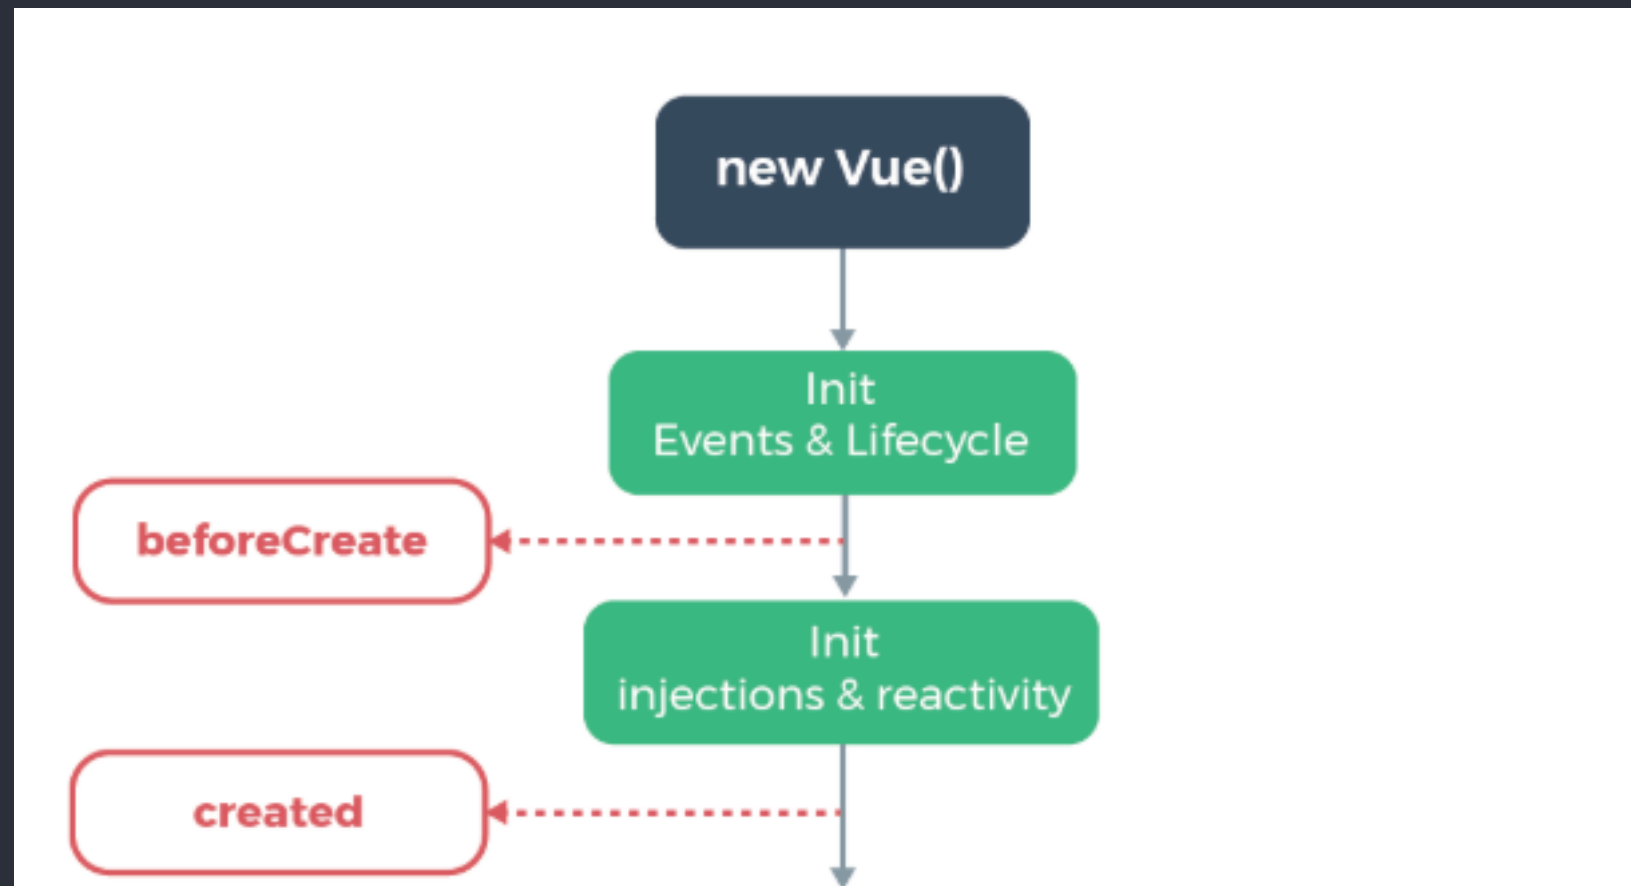 new Vue()
Init
Events & Lifecycle
beforeCreate
Init
injections & reactivity
created